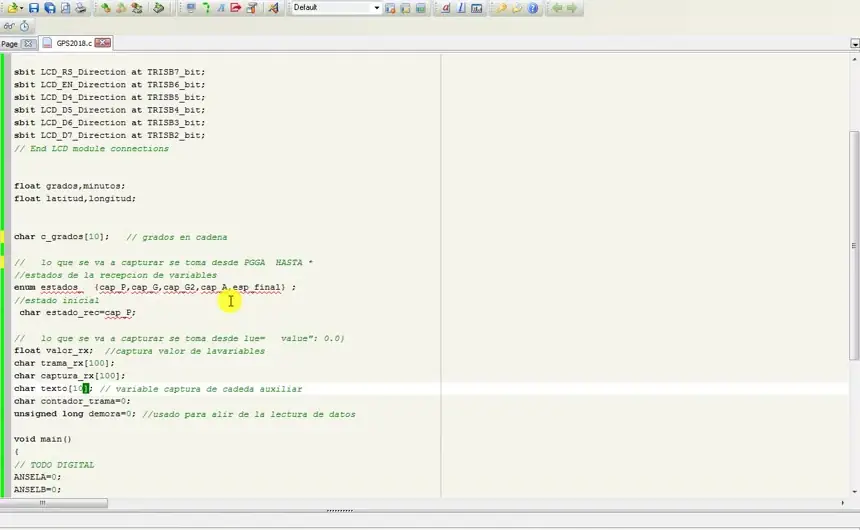 Default
Page
GPS2018.c
sbit LCD_RS_Direction at TRISB7_bit;
sbit LCD_EN_Direction at TRISB6_bit;
sbit LCD_D4_Direction at TRISB5_bit;
sbit LCD_D5_Direction at TRISB4_bit;
sbit LCD_D6_Direction at TRISB3_bit;
sbit LCD_D7_Direction at TRISB2_bit;
// End LCD module connections
float grados,minutos;
float latitud,longitud;
char c_grados[10];   // grados en cadena
//   lo que se va a capturar se toma desde PGGA  HASTA *
//estados de la recepcion de variables
enum estados_  {cap_P,cap_G,cap_G2,cap_A,esp_final} ;
//estado inicial
char estado_rec=cap_P;
//   lo que se va a capturar se toma desde lue=   value": 0.0)
float valor_rx;  //captura valor de lavariables
char trama_rx[100];
char captura_rx[100];
char texto[10]; // variable captura de cadeda auxiliar
char contador_trama=0;
unsigned long demora=0; //usado para alir de la lectura de datos
void main()
{
// TODO DIGITAL
ANSELA=0;
ANSELB=0;